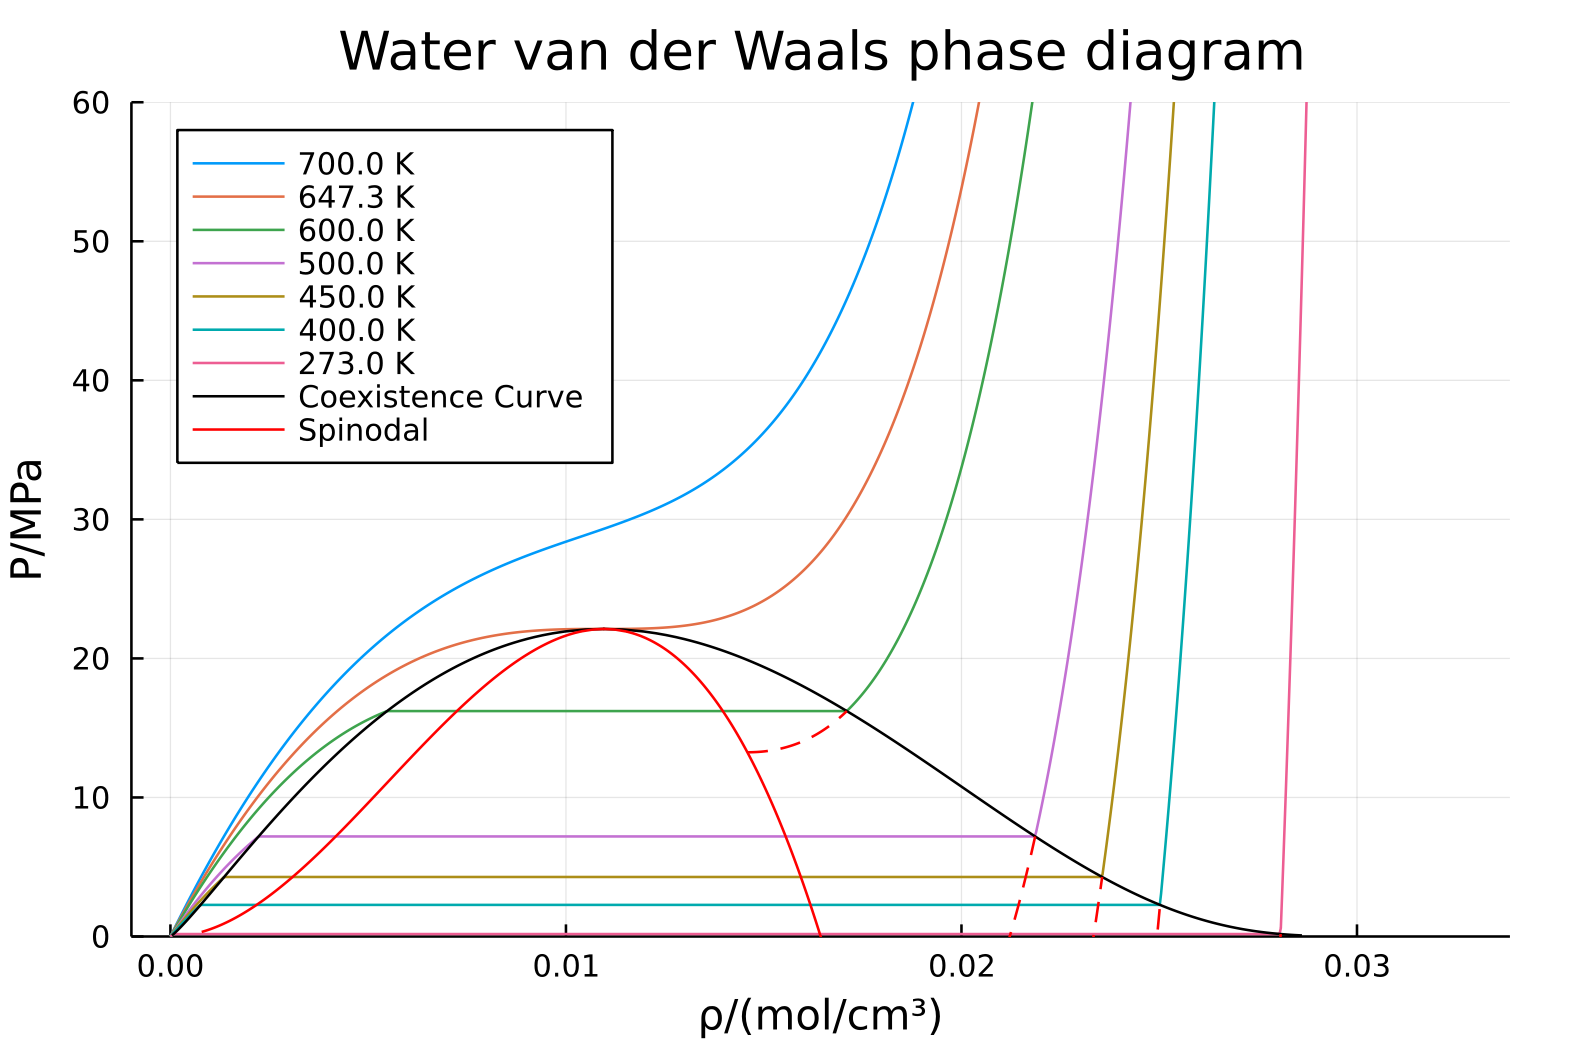 Water van der Waals phase diagram
60
50
40
30
20
10
0
P/MPa
700.0 K
647.3 K
600.0 K
500.0 K
450.0 K
400.0 K
273.0 K
Coexistence Curve
Spinodal
0.00 0.01 0.02 0.03
ρ/(mol/cm³)